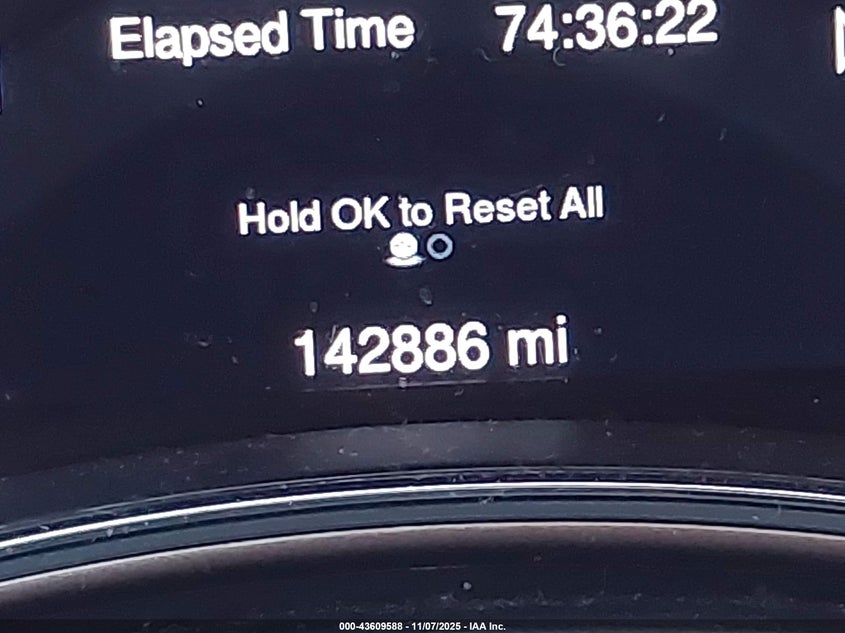 Elapsed Time 74:36:22
Hold OK to Reset All
142886 mi
000-43609588 - 11/07/2025 - IAA Inc.